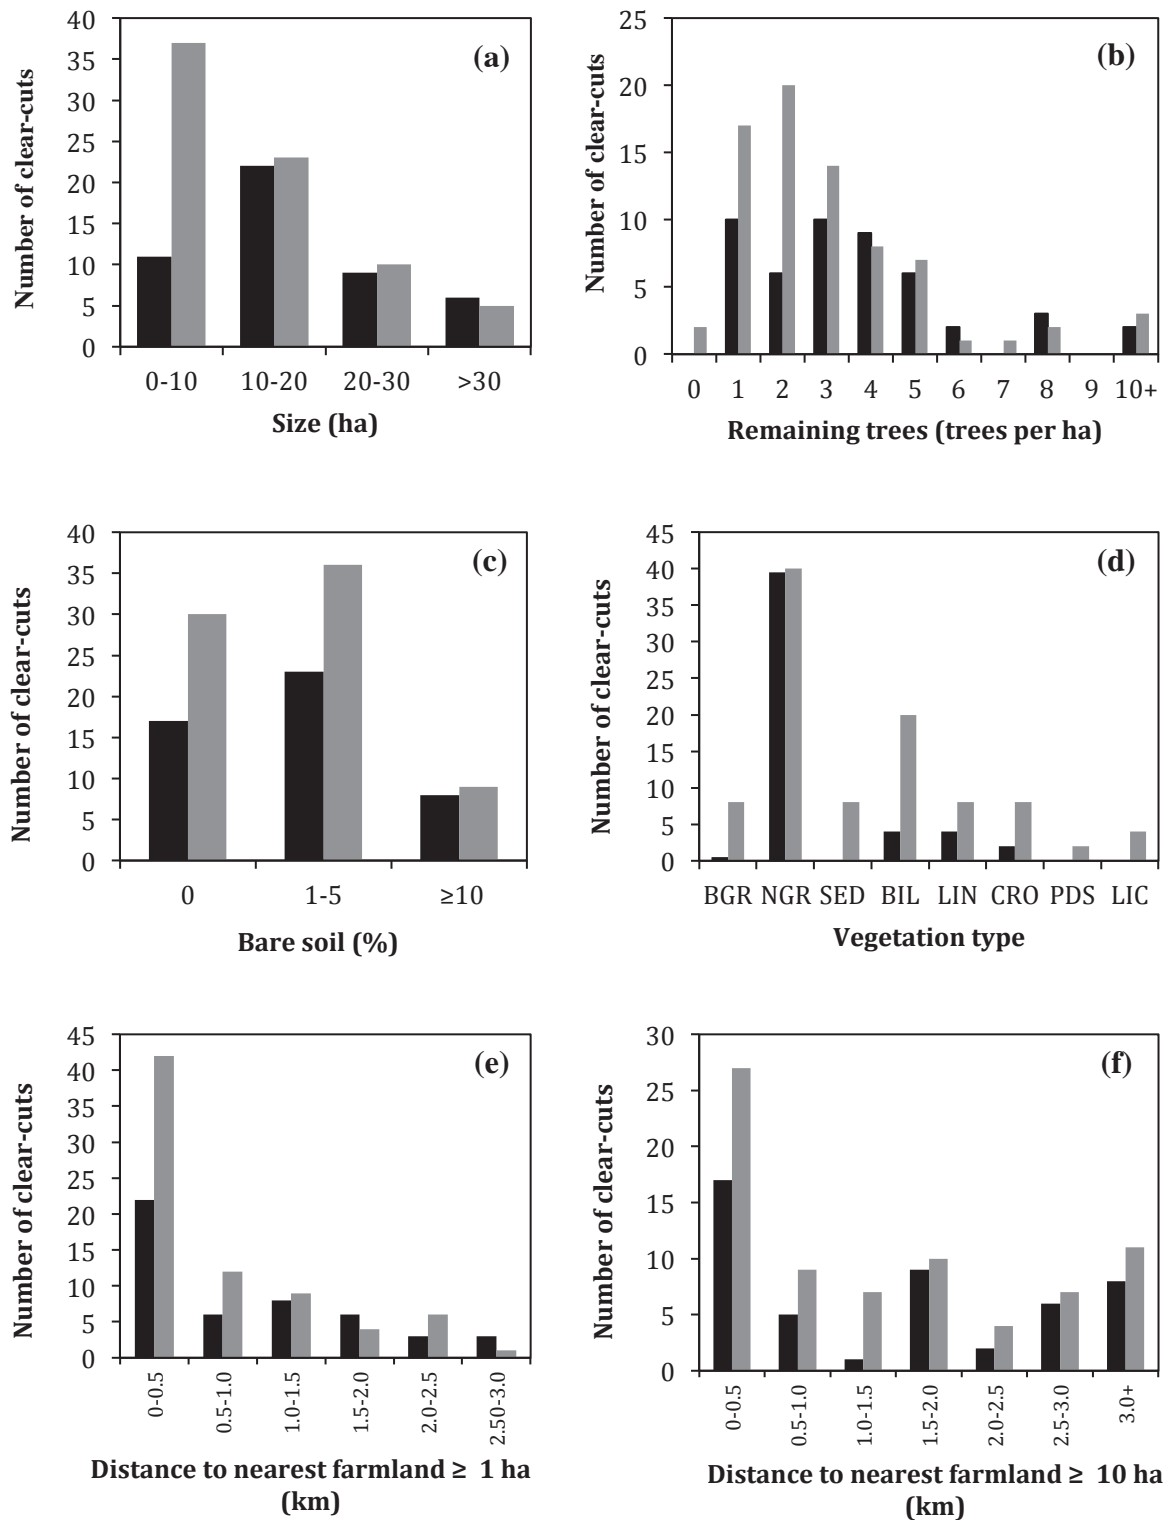 (a)
Number of clear-cuts
40
35
30
25
20
15
10
5
0
0-10 10-20 20-30 >30
Size (ha)
(b)
Number of clear-cuts
25
20
15
10
5
0
0 1 2 3 4 5 6 7 8 9 10+
Remaining trees (trees per ha)
(c)
Number of clear-cuts
40
35
30
25
20
15
10
5
0
0 1-5 ≥10
Bare soil (%)
(d)
Number of clear-cuts
45
40
35
30
25
20
15
10
5
0
BGR NGR SED BIL LIN CRO PDS LIC
Vegetation type
(e)
Number of clear-cuts
45
40
35
30
25
20
15
10
5
0
0-0.5
0.5-1.0
1.0-1.5
1.5-2.0
2.0-2.5
2.50-3.0
Distance to nearest farmland ≥ 1 ha
(km)
(f)
Number of clear-cuts
30
25
20
15
10
5
0
0-0.5
0.5-1.0
1.0-1.5
1.5-2.0
2.0-2.5
2.5-3.0
3.0+
Distance to nearest farmland ≥ 10 ha
(km)